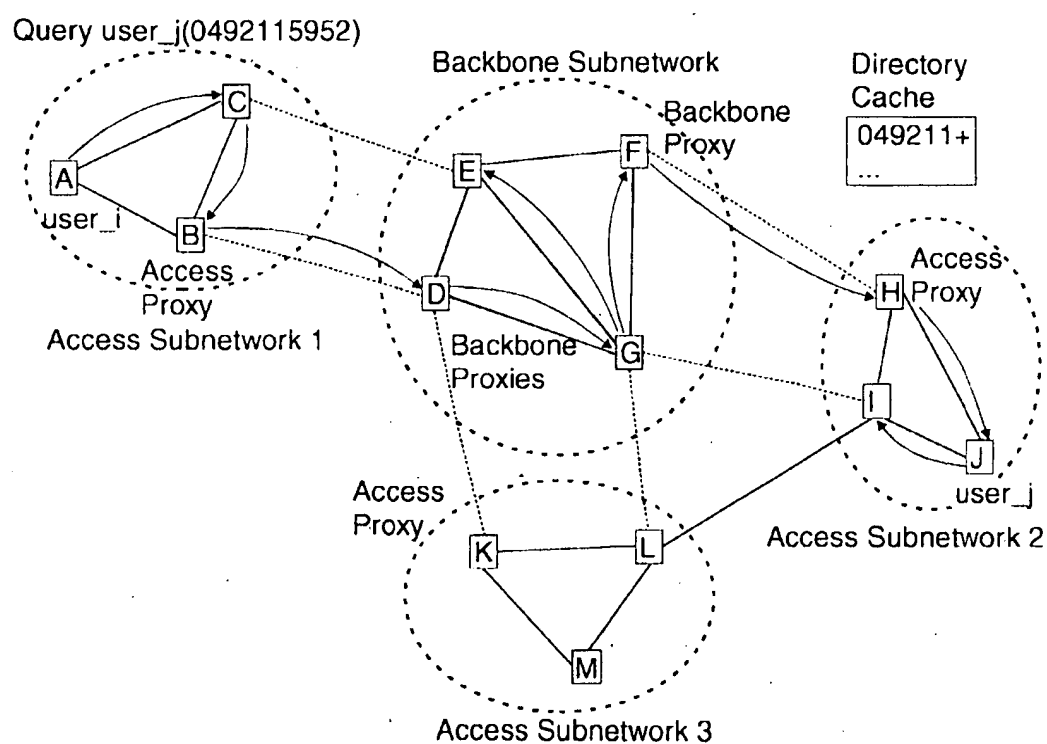 Query user_j(0492115952)
Backbone Subnetwork
Directory
Cache
049211+
...
Backbone
Proxy
C
F
E
A
user_i
B
Access
Proxy
Access Subnetwork 1
D
Backbone
Proxies
G
H
Access
Proxy
I
J
user_j
Access Subnetwork 2
Access
Proxy
K
L
M
Access Subnetwork 3